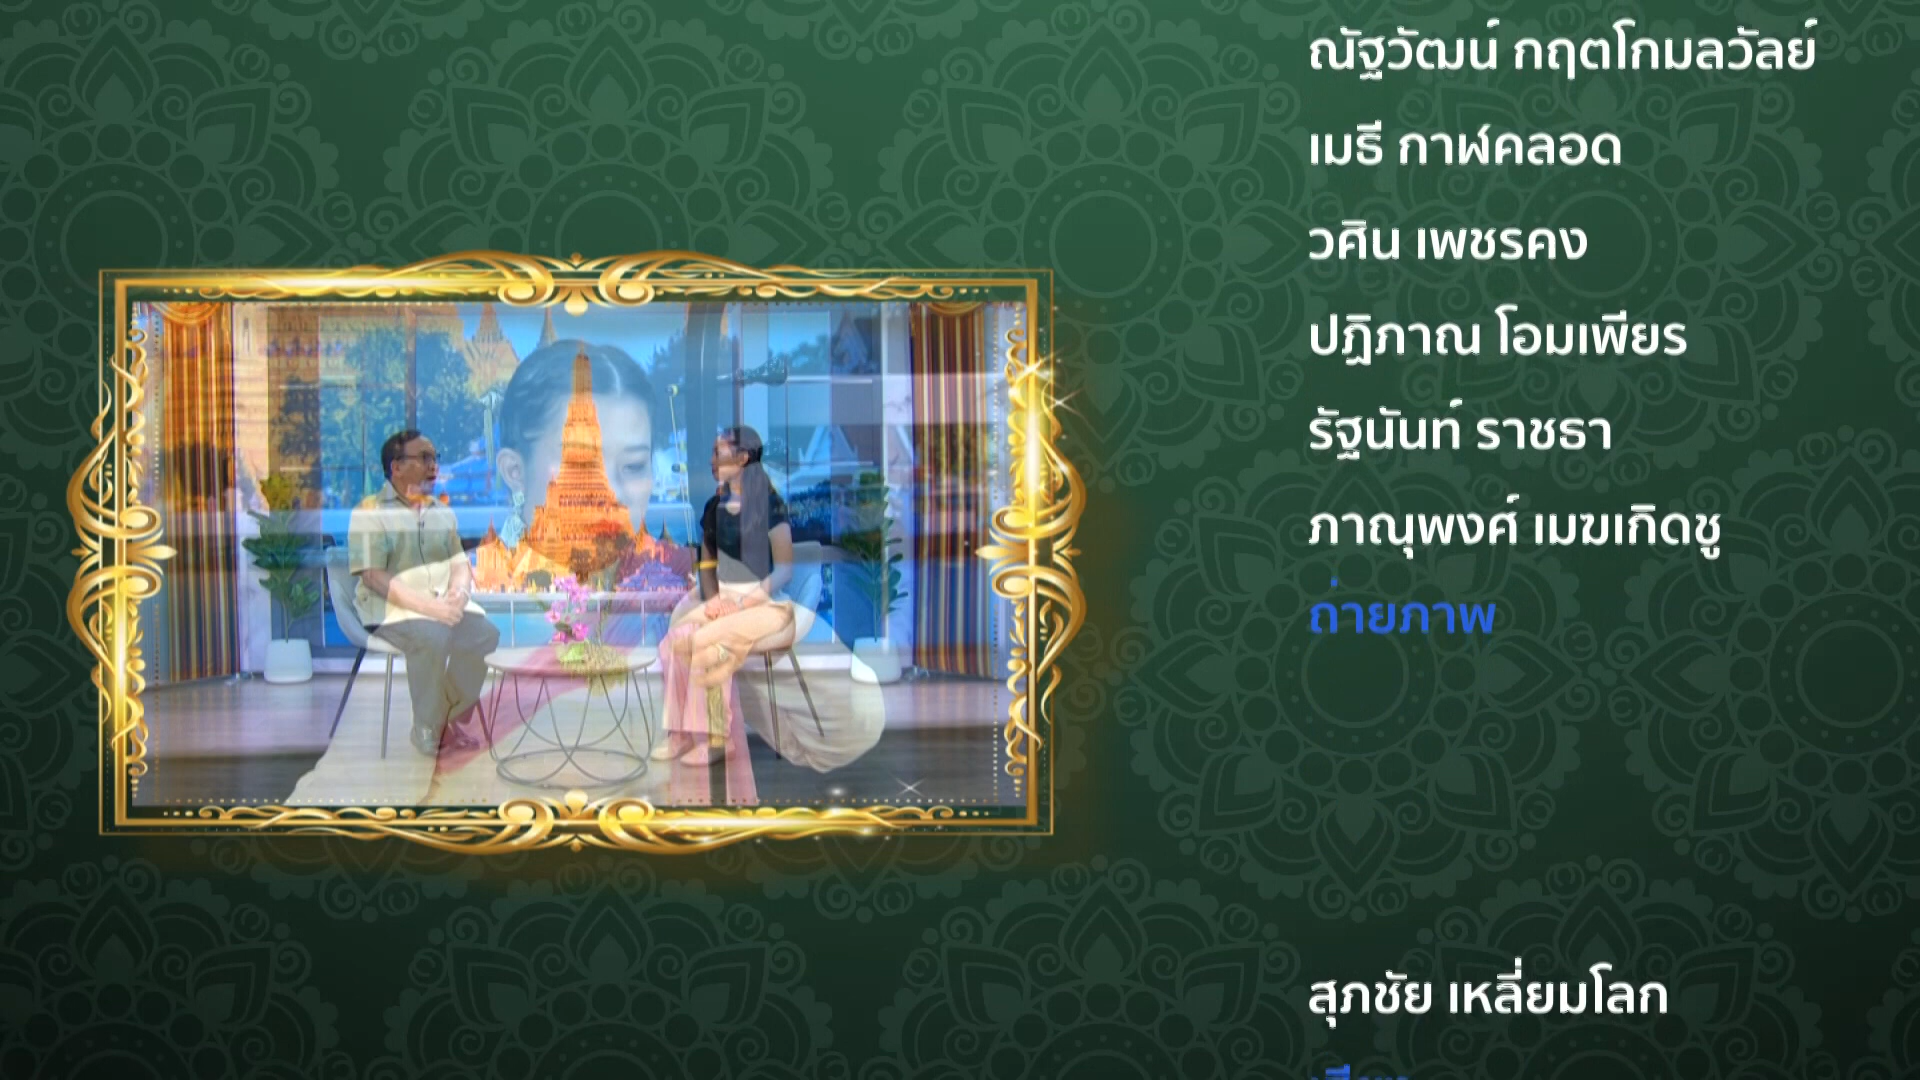 ณัฐวัฒน์ กฤตโกมลวัลย์
เมธี กาฬคลอด
วศิน เพชรคง
ปฏิภาณ โอมเพียร
รัฐนันท์ ราชธา
ภาณุพงศ์ เมฆเกิดชู
ถ่ายภาพ
สุภชัย เหลี่ยมโลก